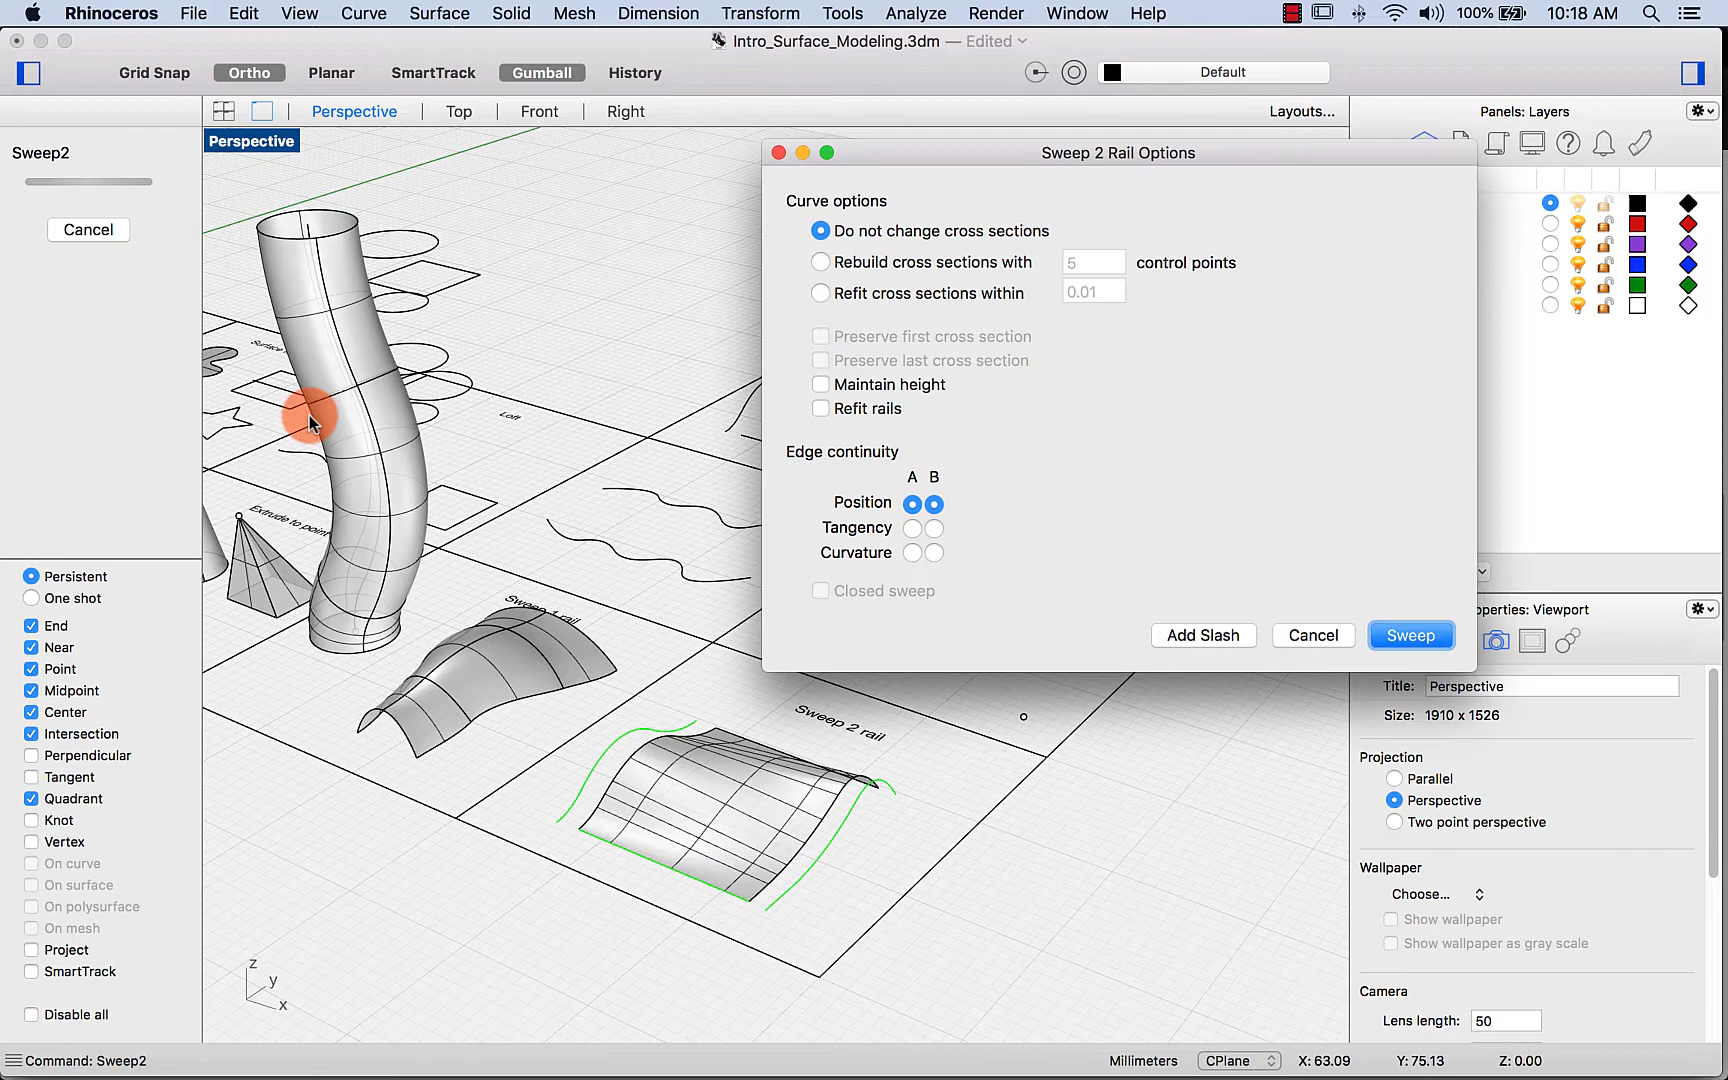 Rhinoceros File Edit View Curve Surface Solid Mesh Dimension Transform Tools Analyze Render Window Help 100% 10:18 AM
Intro_Surface_Modeling.3dm — Edited
Grid Snap Ortho Planar SmartTrack Gumball History Default
Perspective Top Front Right Layouts... Panels: Layers
Perspective
Sweep2
Cancel
Sweep 2 Rail Options
Curve options
Do not change cross sections
Rebuild cross sections with 5 control points
Refit cross sections within 0.01
Preserve first cross section
Preserve last cross section
Maintain height
Refit rails
Edge continuity
A B
Position
Tangency
Curvature
Closed sweep
Add Slash Cancel Sweep
Loft
Extrude to point
Sweep 1 rail
Sweep 2 rail
z
y
x
Persistent
One shot
End
Near
Point
Midpoint
Center
Intersection
Perpendicular
Tangent
Quadrant
Knot
Vertex
On curve
On surface
On polysurface
On mesh
Project
SmartTrack
Disable all
operties: Viewport
Title: Perspective
Size: 1910 x 1526
Projection
Parallel
Perspective
Two point perspective
Wallpaper
Choose...
Show wallpaper
Show wallpaper as gray scale
Camera
Lens length: 50
Command: Sweep2 Millimeters CPlane X: 63.09 Y: 75.13 Z: 0.00